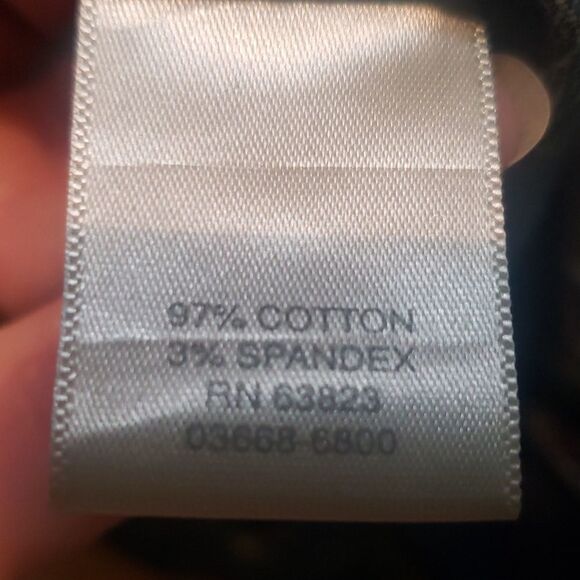 97% COTTON
3% SPANDEX
RN 63823
03668 6800